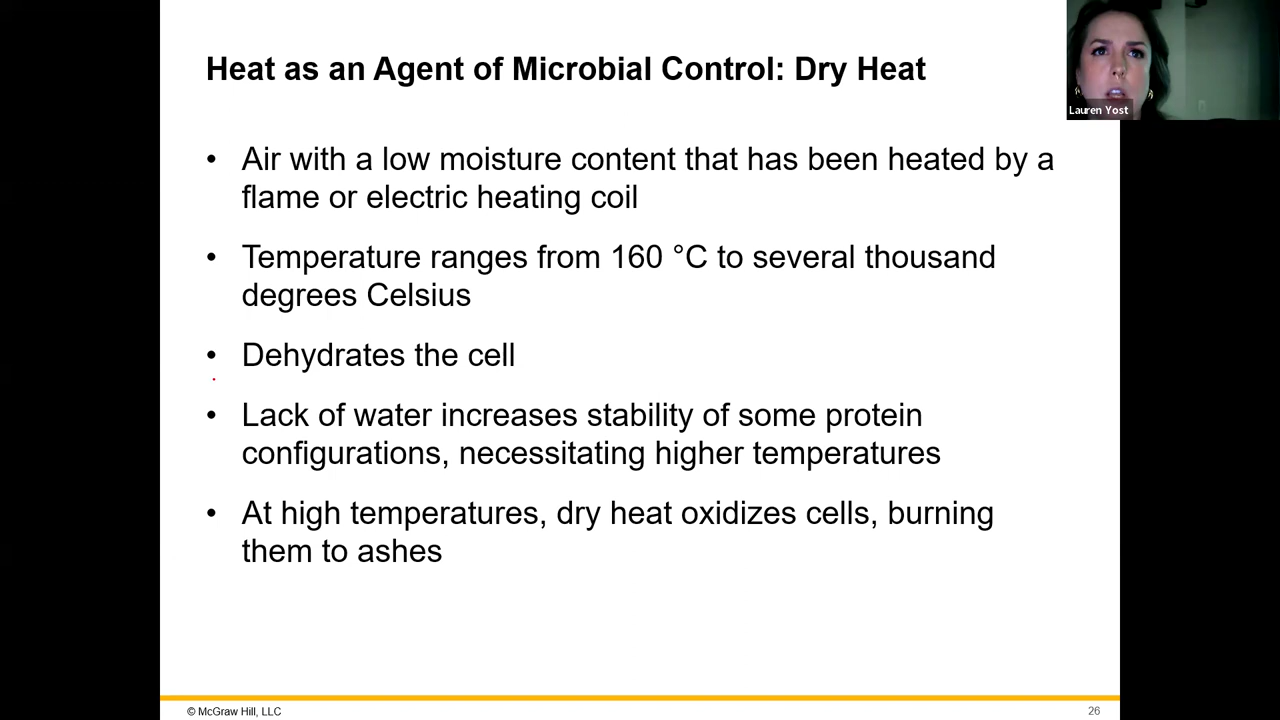 Heat as an Agent of Microbial Control: Dry Heat
Lauren Yost
• Air with a low moisture content that has been heated by a
flame or electric heating coil
• Temperature ranges from 160 °C to several thousand
degrees Celsius
• Dehydrates the cell
• Lack of water increases stability of some protein
configurations, necessitating higher temperatures
• At high temperatures, dry heat oxidizes cells, burning
them to ashes
© McGraw Hill, LLC
26